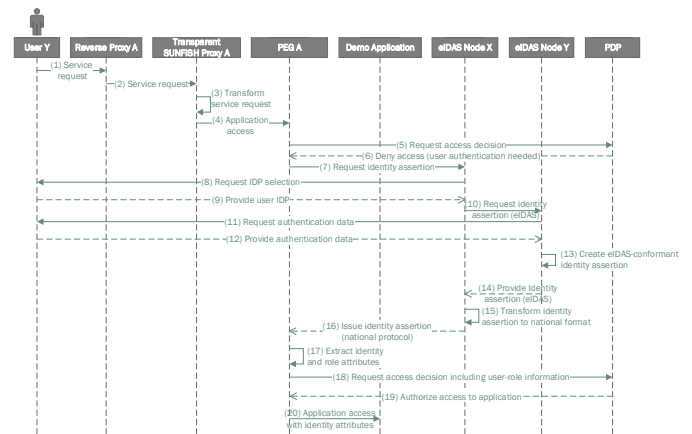 User Y
Reverse Proxy A
Transparent
SUNFISH Proxy A
PEG A
Demo Application
eIDAS Node X
eIDAS Node Y
PDP
(1) Service
request
(2) Service request
(3) Transform
service request
(4) Application
access
(5) Request access decision
(6) Deny access (user authentication needed)
(7) Request identity assertion
(8) Request IDP selection
(9) Provide user IDP
(10) Request identity
assertion (eIDAS)
(11) Request authentication data
(12) Provide authentication data
(13) Create eIDAS-conformant
identity assertion
(14) Provide Identity
assertion (eIDAS)
(15) Transform identity
assertion to national format
(16) Issue identity assertion
(national protocol)
(17) Extract identity
and role attributes
(18) Request access decision including user-role information
(19) Authorize access to application
(20) Application access
with identity attributes